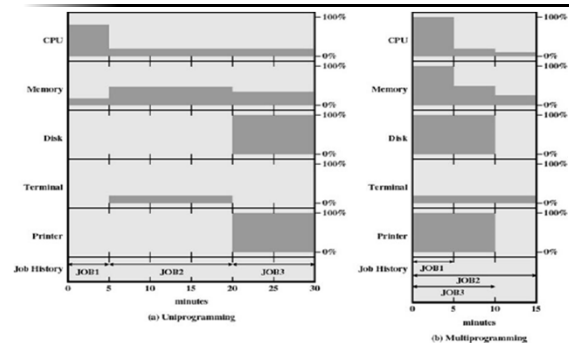 CPU
100%
0%
Memory
100%
0%
Disk
100%
0%
Terminal
100%
0%
Printer
100%
0%
Job History
JOB1
JOB2
JOB3
0 5 10 15 20 25 30
minutes
(a) Uniprogramming
CPU
100%
0%
Memory
100%
0%
Disk
100%
0%
Terminal
100%
0%
Printer
100%
0%
Job History
JOB1
JOB2
JOB3
0 5 10 15
minutes
(b) Multiprogramming